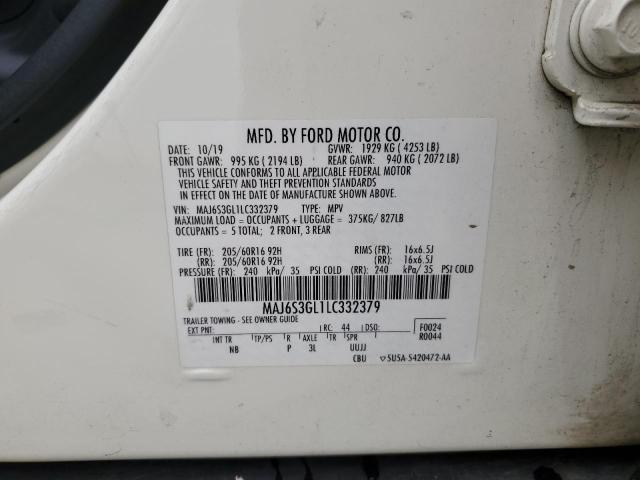 MFD. BY FORD MOTOR CO.
DATE: 10/19 GVWR: 1929 KG ( 4253 LB)
FRONT GAWR: 995 KG ( 2194 LB) REAR GAWR: 940 KG ( 2072 LB)
THIS VEHICLE CONFORMS TO ALL APPLICABLE FEDERAL MOTOR
VEHICLE SAFETY AND THEFT PREVENTION STANDARDS
IN EFFECT ON THE DATE OF MANUFACTURE SHOWN ABOVE.
VIN: MAJ6S3GL1LC332379 TYPE: MPV
MAXIMUM LOAD = OCCUPANTS + LUGGAGE = 375KG/ 827LB
OCCUPANTS = 5 TOTAL; 2 FRONT, 3 REAR
TIRE (FR): 205/60R16 92H RIMS (FR): 16x6.5J
(RR): 205/60R16 92H (RR): 16x6.5J
PRESSURE (FR): 240 kPa/ 35 PSI COLD (RR): 240 kPa/ 35 PSI COLD
MAJ6S3GL1LC332379
TRAILER TOWING - SEE OWNER GUIDE
EXT PNT: RC: 44 DSO: F0024
R0044
INT TR TP/PS R AXLE TR SPR
NB P 3L UUJJ
CBU 5U5A-5420472-AA